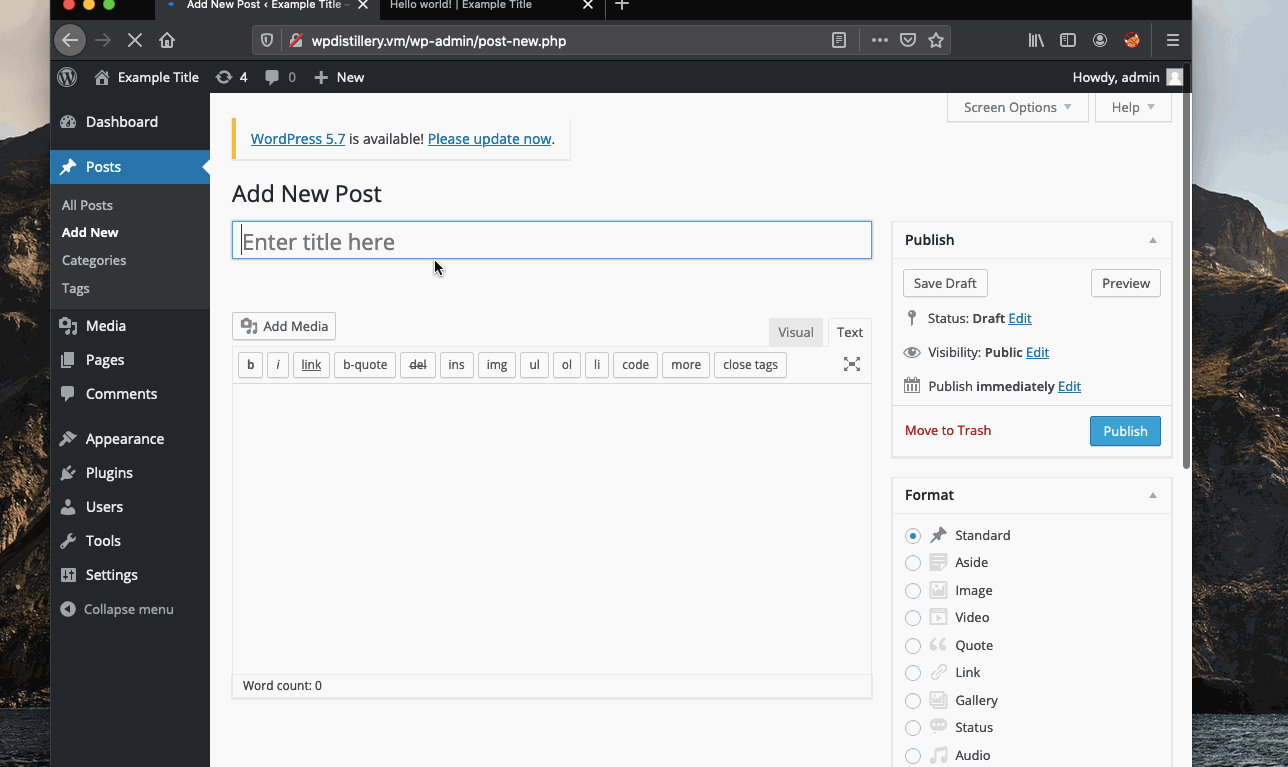 Add New Post ‹ Example Title —
Hello world! | Example Title
wpdistillery.vm/wp-admin/post-new.php
Example Title 4 0 New Howdy, admin
Dashboard
Posts
All Posts
Add New
Categories
Tags
Media
Pages
Comments
Appearance
Plugins
Users
Tools
Settings
Collapse menu
Screen Options Help
WordPress 5.7 is available! Please update now.
Add New Post
Enter title here
Add Media
Visual Text
b i link b-quote del ins img ul ol li code more close tags
Word count: 0
Publish
Save Draft Preview
Status: Draft Edit
Visibility: Public Edit
Publish immediately Edit
Move to Trash Publish
Format
Standard
Aside
Image
Video
Quote
Link
Gallery
Status
Audio